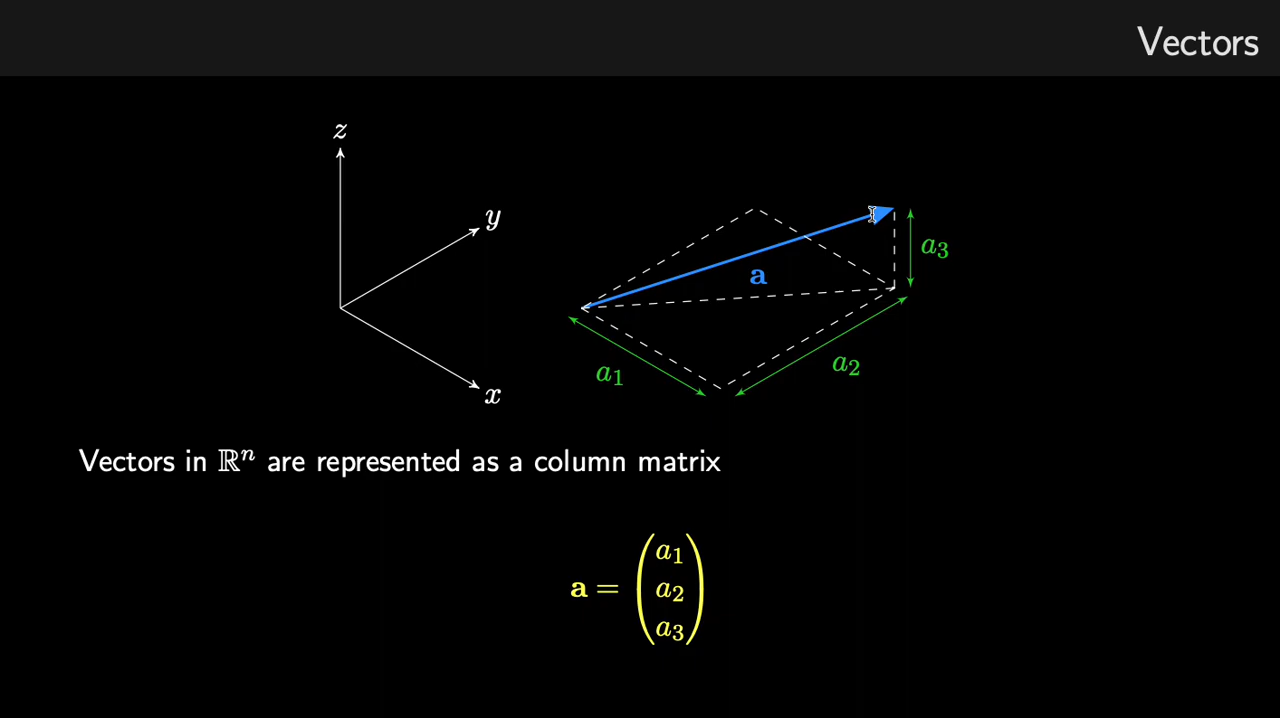 Vectors
z
y
x
a
a₃
a₂
a₁
Vectors in ℝⁿ are represented as a column matrix
a = (a₁
a₂
a₃)